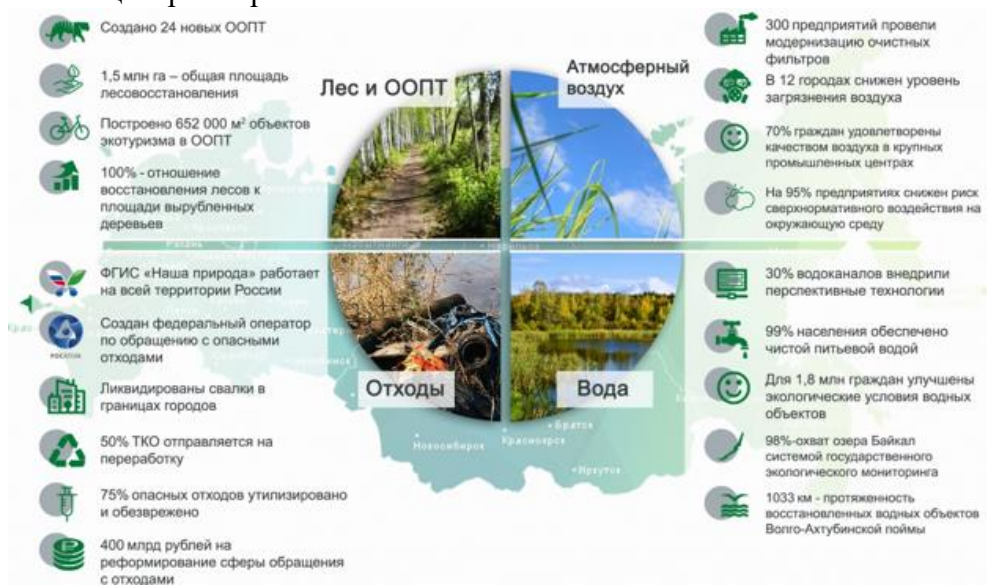 Создано 24 новых ООПТ
1,5 млн га – общая площадь
лесовосстановления
Построено 652 000 м² объектов
экотуризма в ООПТ
100% - отношение
восстановления лесов к
площади вырубленных
деревьев
Лес и ООПТ
Атмосферный
воздух
300 предприятий провели
модернизацию очистных
фильтров
В 12 городах снижен уровень
загрязнения воздуха
70% граждан удовлетворены
качеством воздуха в крупных
промышленных центрах
На 95% предприятиях снижен риск
сверхнормативного воздействия на
окружающую среду
ФГИС «Наша природа» работает
на всей территории России
Создан федеральный оператор
по обращению с опасными
отходами
Ликвидированы свалки в
границах городов
50% ТКО отправляется на
переработку
75% опасных отходов утилизировано
и обезврежено
400 млрд рублей на
реформирование сферы обращения
с отходами
Отходы
Вода
30% водоканалов внедрили
перспективные технологии
99% населения обеспечено
чистой питьевой водой
Для 1,8 млн граждан улучшены
экологические условия водных
объектов
98%-охват озера Байкал
системой государственного
экологического мониторинга
1033 км - протяженность
восстановленных водных объектов
Волго-Ахтубинской поймы
Новосибирск
Красноярск
Братск
Иркутск